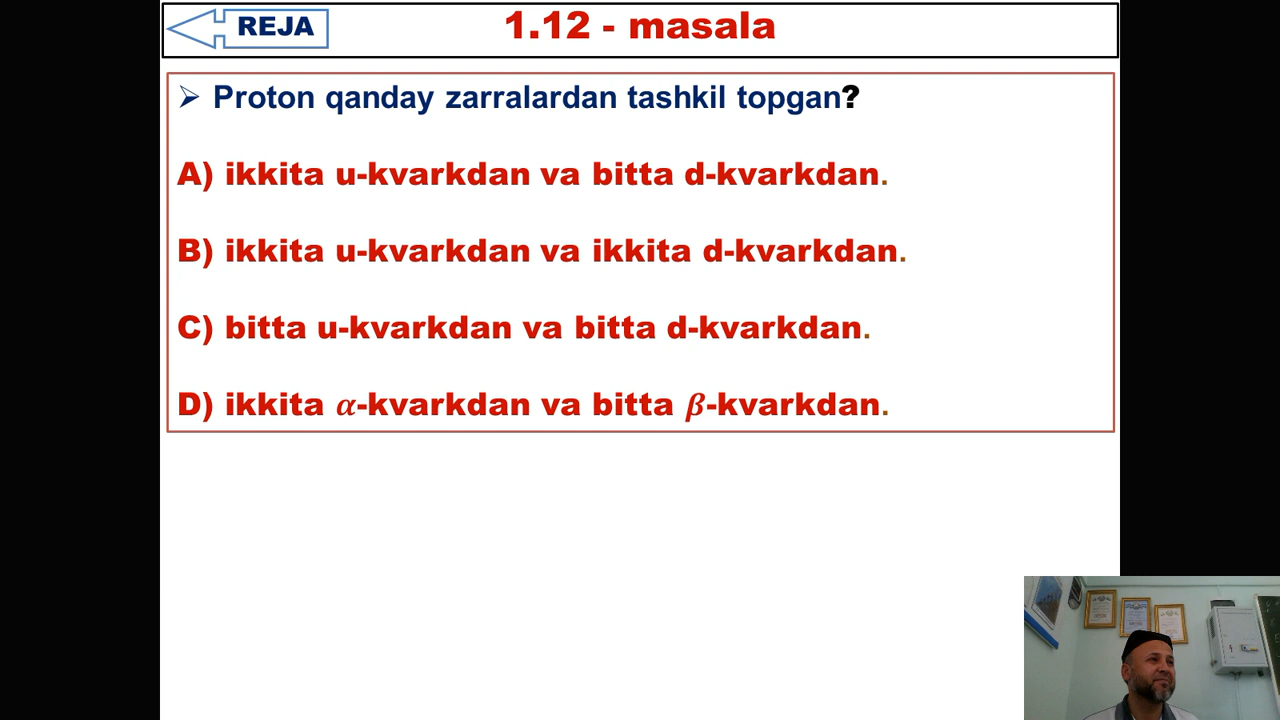 REJA
1.12 - masala
➢ Proton qanday zarralardan tashkil topgan?
A) ikkita u-kvarkdan va bitta d-kvarkdan.
B) ikkita u-kvarkdan va ikkita d-kvarkdan.
C) bitta u-kvarkdan va bitta d-kvarkdan.
D) ikkita α-kvarkdan va bitta β-kvarkdan.